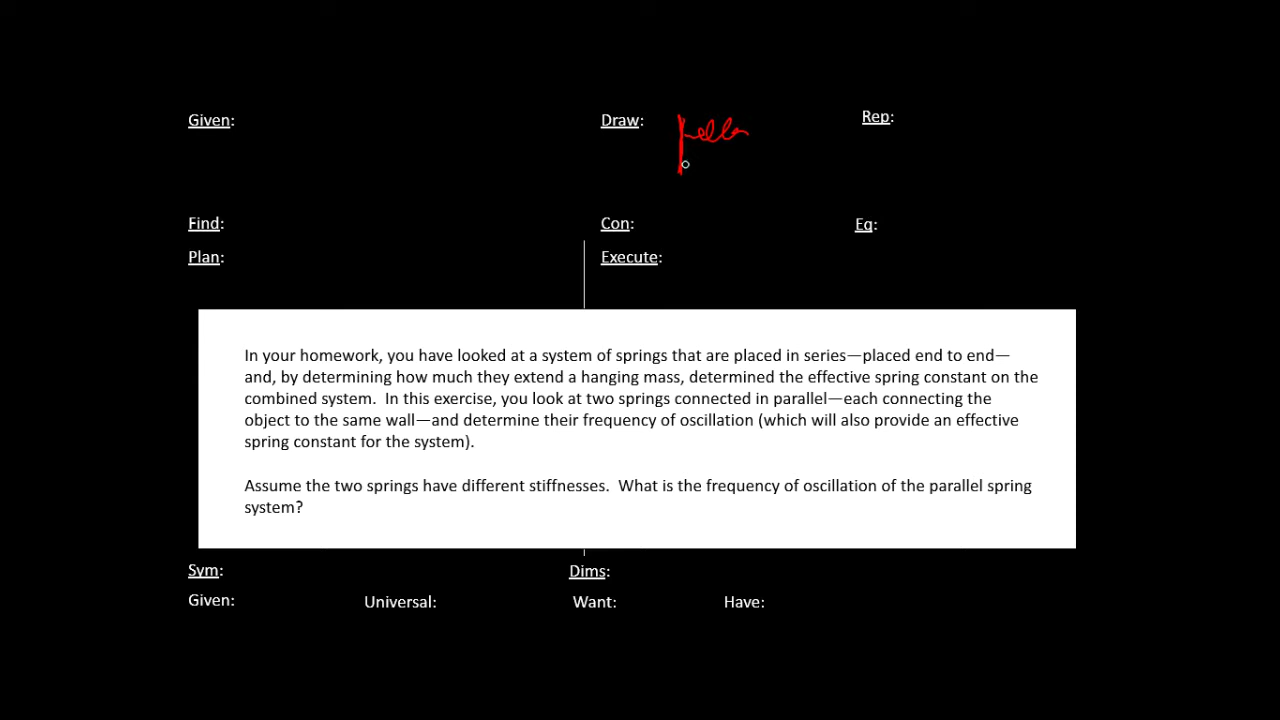 Given:
Draw:
Rep:
Find:
Con:
Eq:
Plan:
Execute:
In your homework, you have looked at a system of springs that are placed in series—placed end to end—
and, by determining how much they extend a hanging mass, determined the effective spring constant on the
combined system.  In this exercise, you look at two springs connected in parallel—each connecting the
object to the same wall—and determine their frequency of oscillation (which will also provide an effective
spring constant for the system).
Assume the two springs have different stiffnesses.  What is the frequency of oscillation of the parallel spring
system?
Sym:
Dims:
Given:
Universal:
Want:
Have: